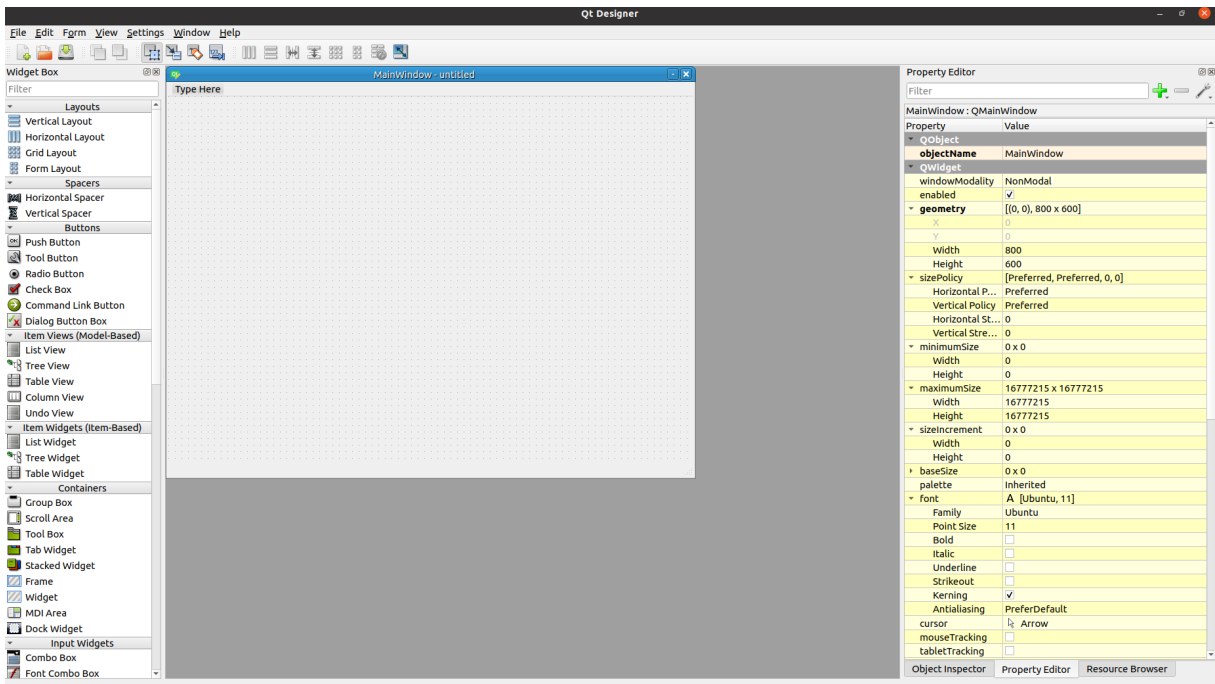 Qt Designer
File Edit Form View Settings Window Help
Widget Box
Filter
Layouts
Vertical Layout
Horizontal Layout
Grid Layout
Form Layout
Spacers
Horizontal Spacer
Vertical Spacer
Buttons
Push Button
Tool Button
Radio Button
Check Box
Command Link Button
Dialog Button Box
Item Views (Model-Based)
List View
Tree View
Table View
Column View
Undo View
Item Widgets (Item-Based)
List Widget
Tree Widget
Table Widget
Containers
Group Box
Scroll Area
Tool Box
Tab Widget
Stacked Widget
Frame
Widget
MDI Area
Dock Widget
Input Widgets
Combo Box
Font Combo Box
MainWindow - untitled
Type Here
Property Editor
Filter
MainWindow : QMainWindow
Property Value
QObject
objectName MainWindow
QWidget
windowModality NonModal
enabled
geometry [(0, 0), 800 x 600]
X 0
Y 0
Width 800
Height 600
sizePolicy [Preferred, Preferred, 0, 0]
Horizontal P... Preferred
Vertical Policy Preferred
Horizontal St... 0
Vertical Stre... 0
minimumSize 0 x 0
Width 0
Height 0
maximumSize 16777215 x 16777215
Width 16777215
Height 16777215
sizeIncrement 0 x 0
Width 0
Height 0
baseSize 0 x 0
palette Inherited
font A [Ubuntu, 11]
Family Ubuntu
Point Size 11
Bold
Italic
Underline
Strikeout
Kerning
Antialiasing PreferDefault
cursor Arrow
mouseTracking
tabletTracking
Object Inspector Property Editor Resource Browser